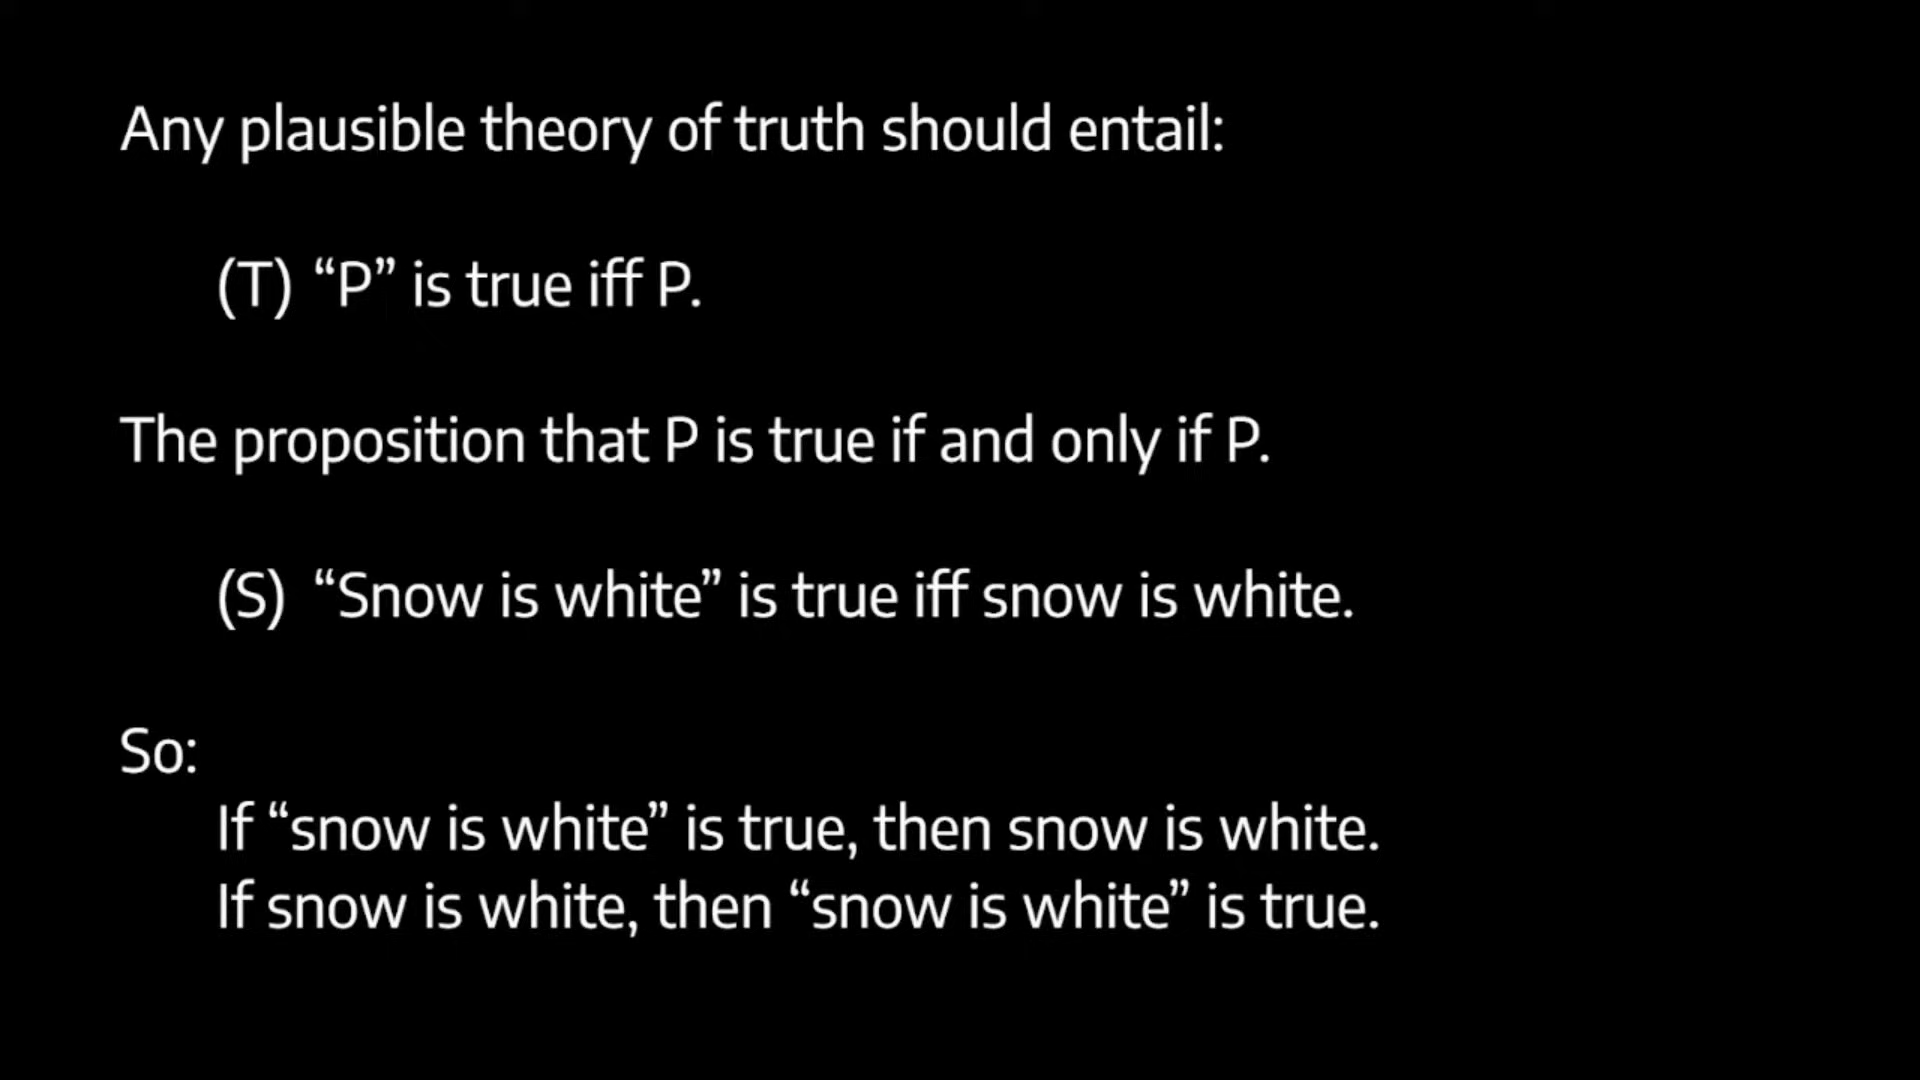 Any plausible theory of truth should entail:
(T) “P” is true iff P.
The proposition that P is true if and only if P.
(S) “Snow is white” is true iff snow is white.
So:
If “snow is white” is true, then snow is white.
If snow is white, then “snow is white” is true.